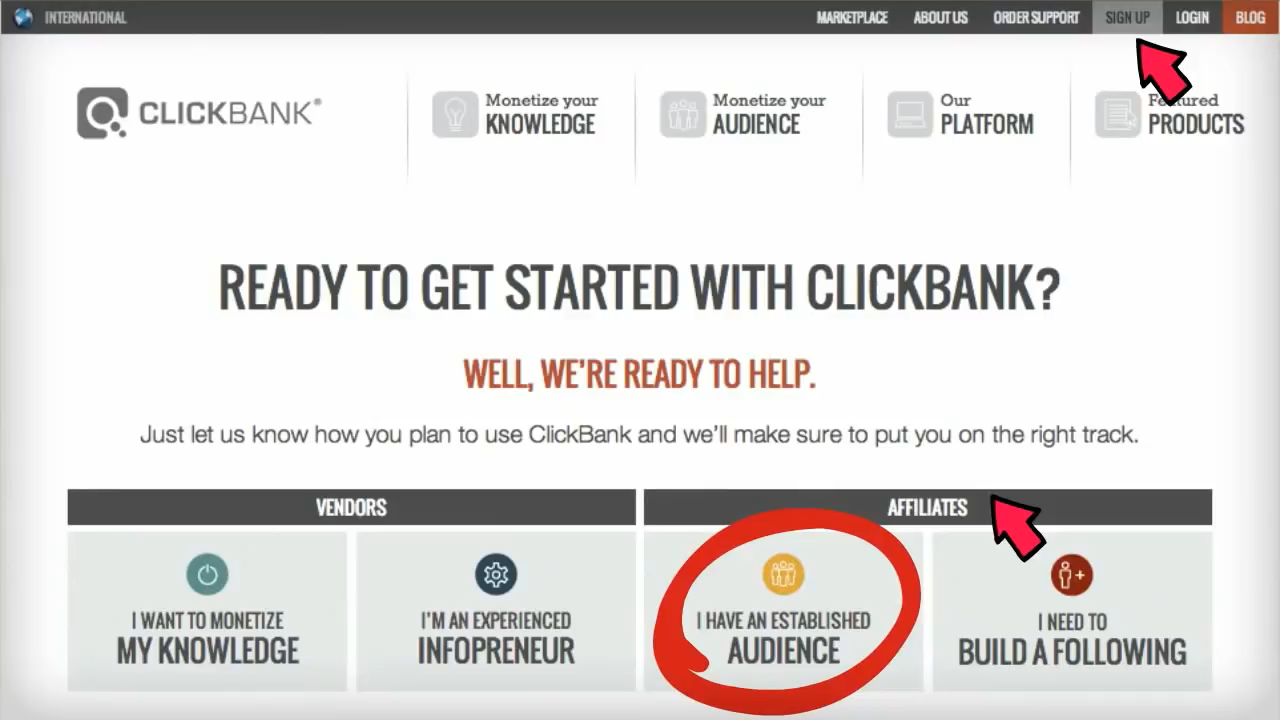 INTERNATIONAL
MARKETPLACE ABOUT US ORDER SUPPORT SIGN UP LOGIN BLOG
CLICKBANK®
Monetize your
KNOWLEDGE
Monetize your
AUDIENCE
Our
PLATFORM
Featured
PRODUCTS
READY TO GET STARTED WITH CLICKBANK?
WELL, WE'RE READY TO HELP.
Just let us know how you plan to use ClickBank and we'll make sure to put you on the right track.
VENDORS
AFFILIATES
I WANT TO MONETIZE
MY KNOWLEDGE
I'M AN EXPERIENCED
INFOPRENEUR
I HAVE AN ESTABLISHED
AUDIENCE
I NEED TO
BUILD A FOLLOWING